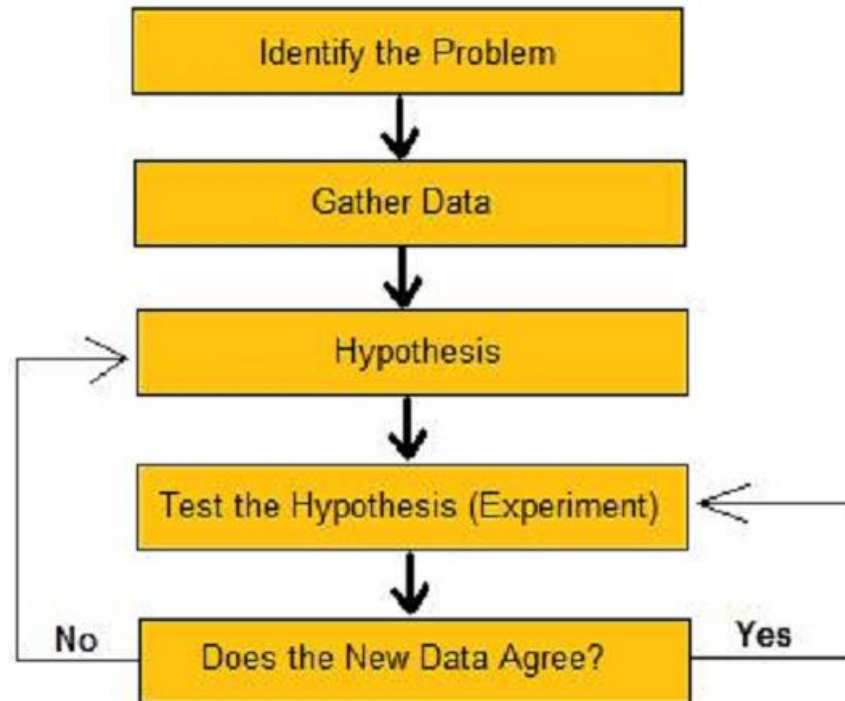 Identify the Problem
Gather Data
Hypothesis
Test the Hypothesis (Experiment)
No
Does the New Data Agree?
Yes